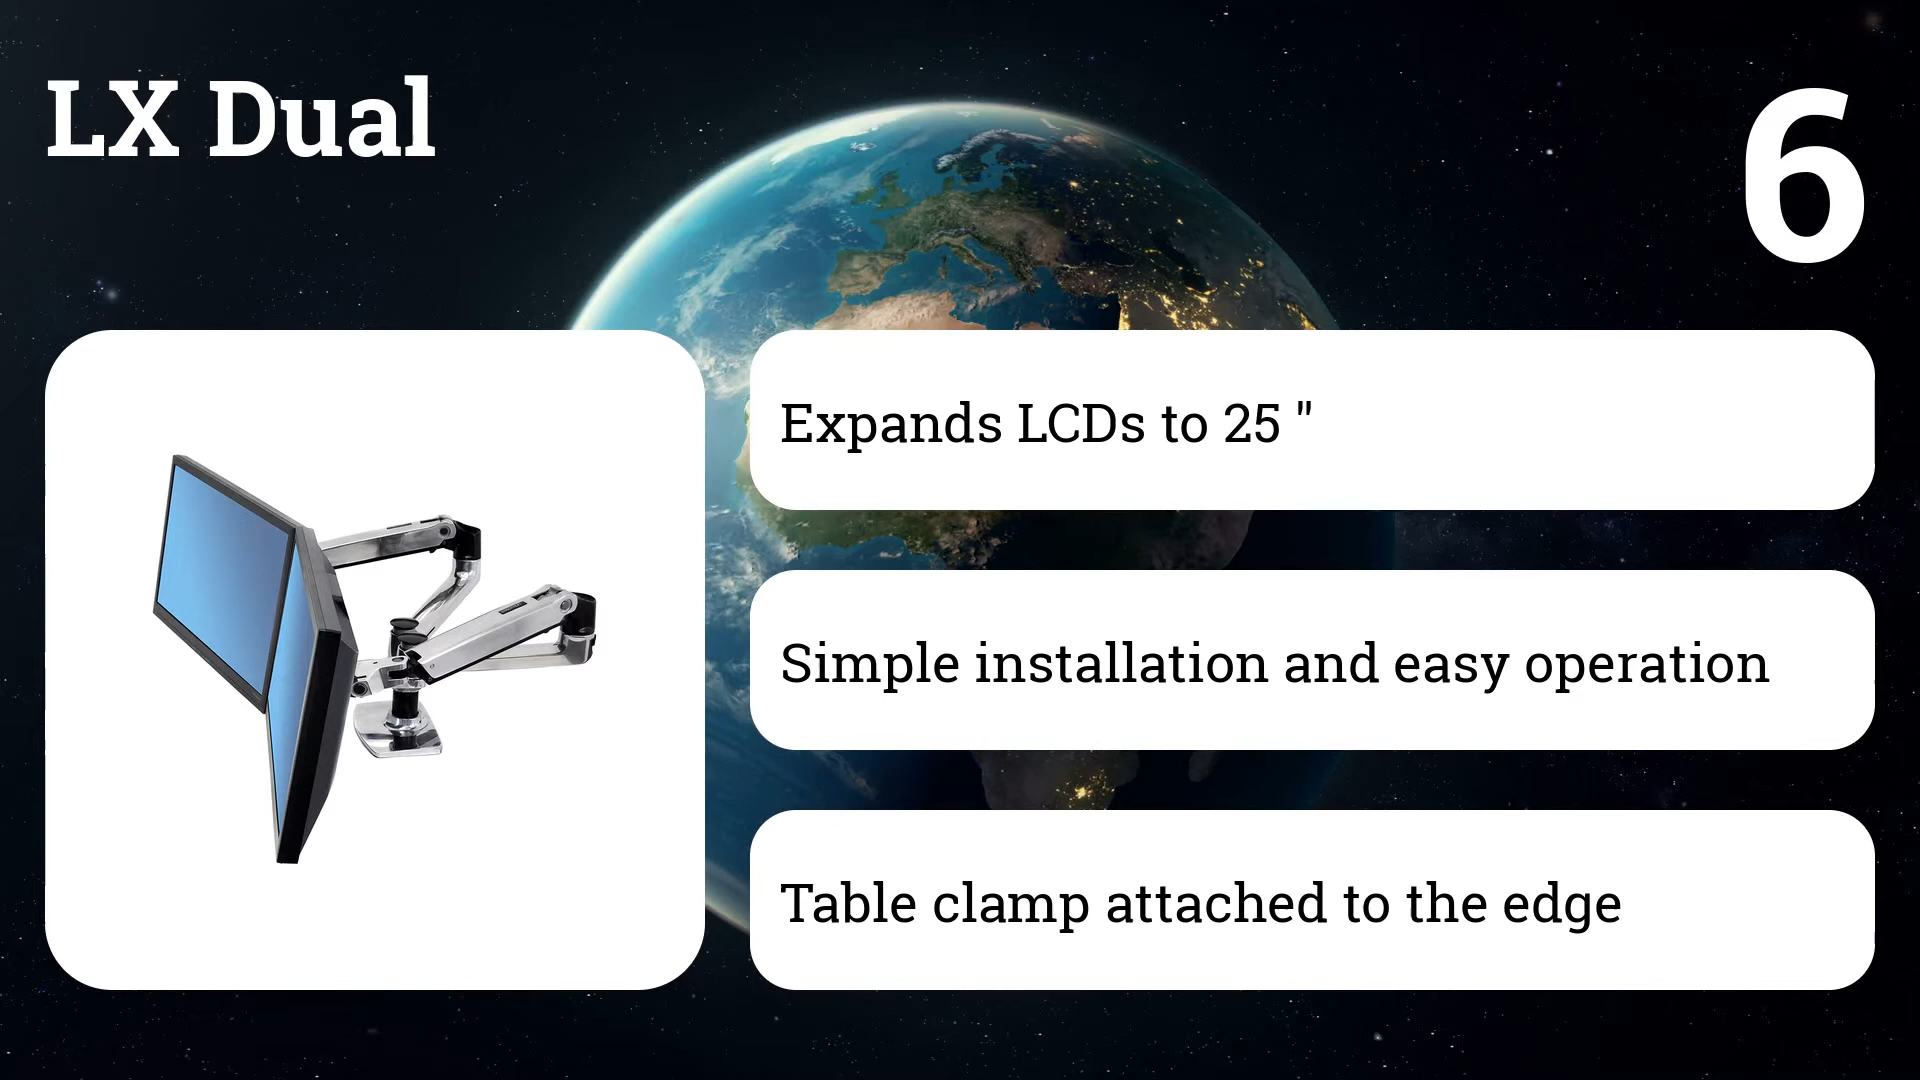 LX Dual
6
Expands LCDs to 25 "
Simple installation and easy operation
Table clamp attached to the edge